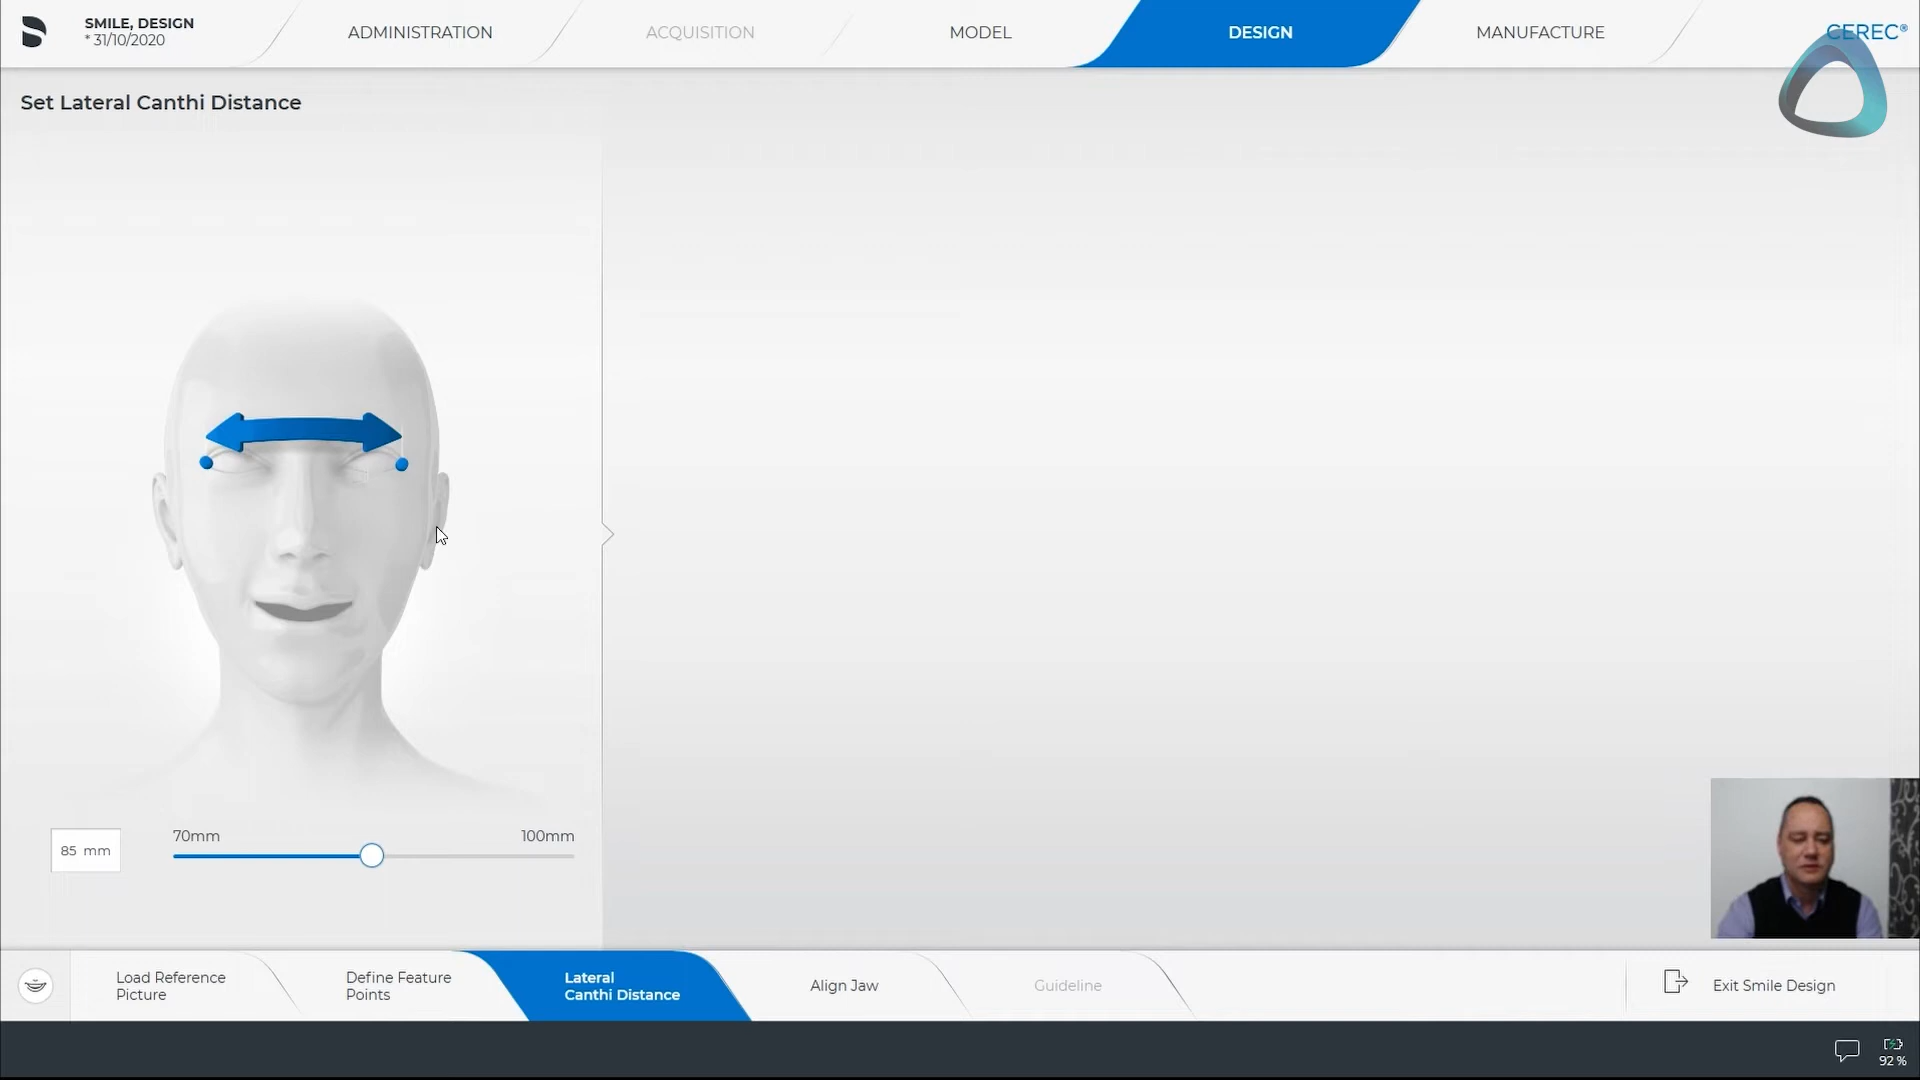 SMILE, DESIGN
* 31/10/2020
ADMINISTRATION
ACQUISITION
MODEL
DESIGN
MANUFACTURE
CEREC®
Set Lateral Canthi Distance
85 mm
70mm
100mm
Load Reference
Picture
Define Feature
Points
Lateral
Canthi Distance
Align Jaw
Guideline
Exit Smile Design
92 %